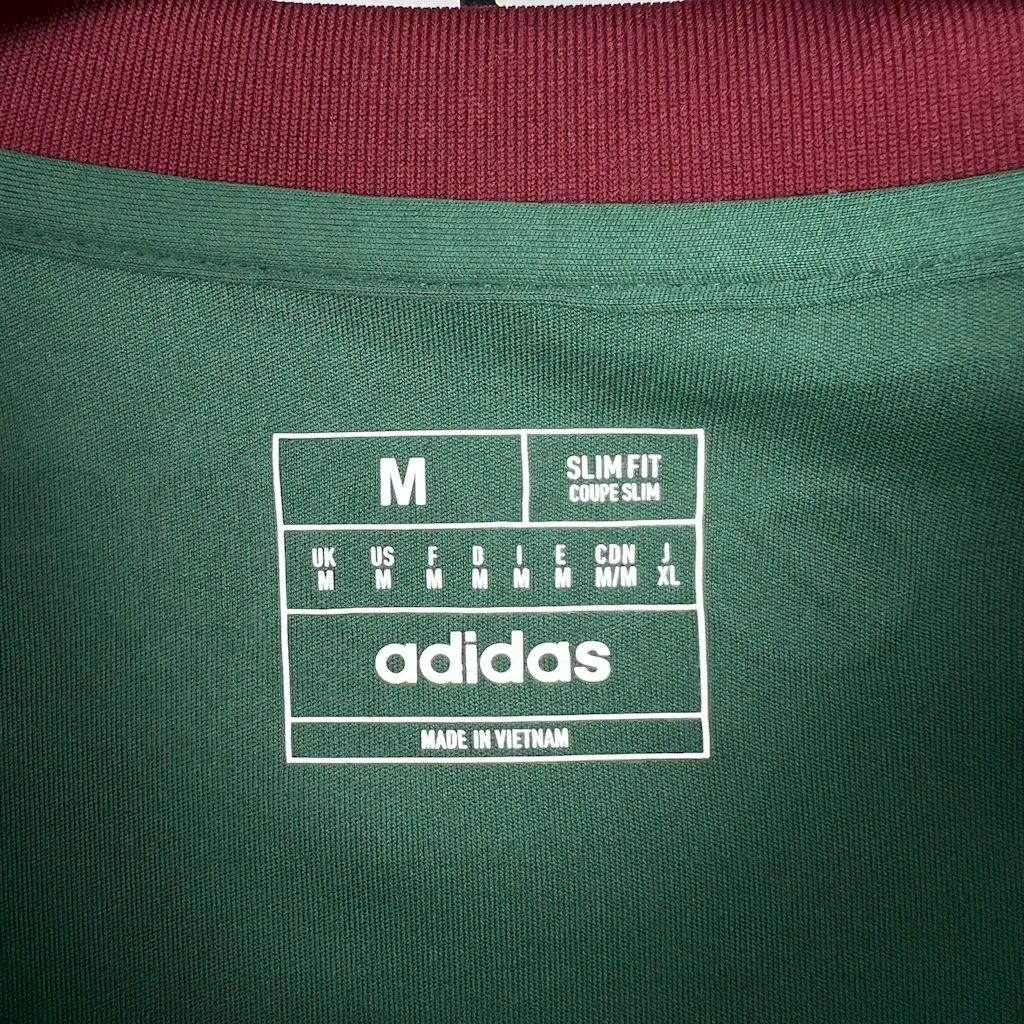 M
SLIM FIT
COUPE SLIM
UK US F D I E CDN J
M M M M M M M/M XL
adidas
MADE IN VIETNAM